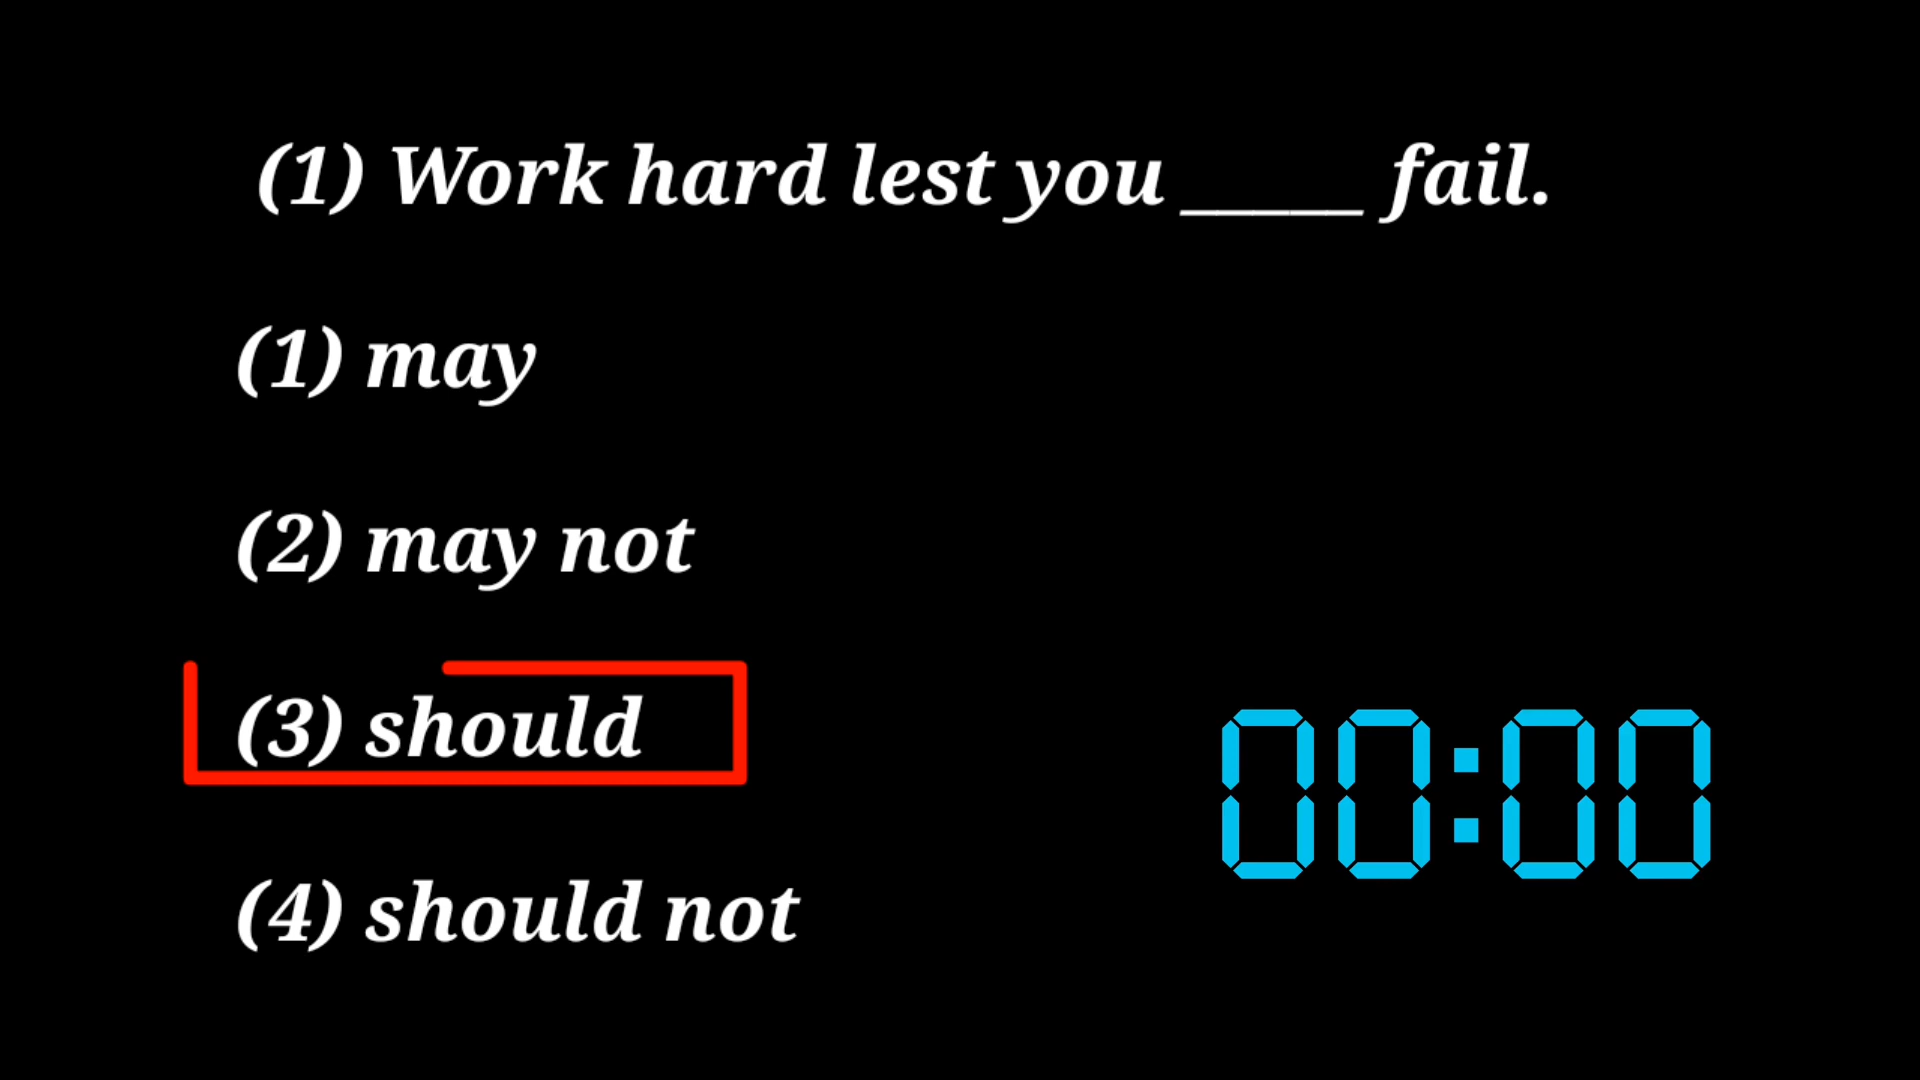 (1) Work hard lest you _____ fail.
(1) may
(2) may not
(3) should
(4) should not
00:00